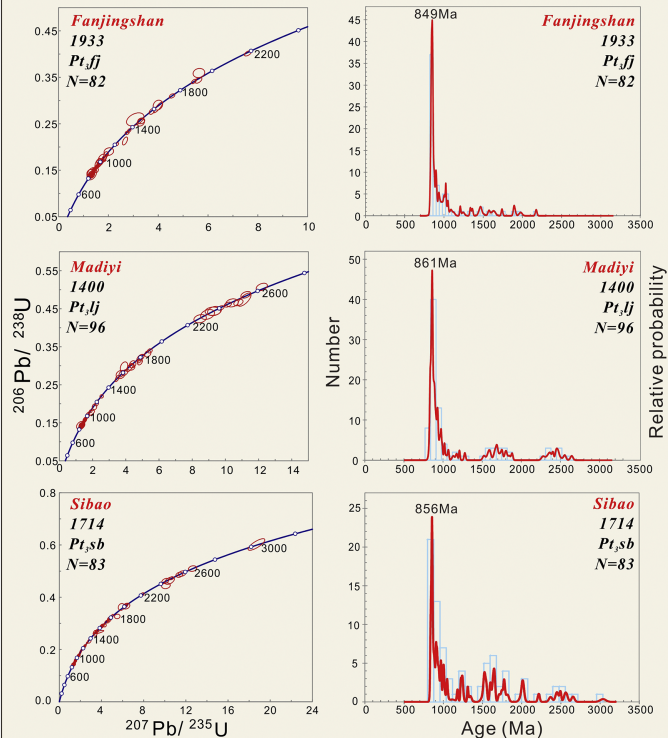 Fanjingshan
1933
Pt₃fj
N=82
0.45
0.35
0.25
0.15
0.05
600
1000
1400
1800
2200
2 4 6 8 10
849Ma
Fanjingshan
1933
Pt₃fj
N=82
45
40
35
30
25
20
15
10
5
0
0 500 1000 1500 2000 2500 3000 3500
Madiyi
1400
Pt₃lj
N=96
0.55
0.45
0.35
0.25
0.15
0.05
600
1000
1400
1800
2200
2600
0 2 4 6 8 10 12 14
861Ma
Madiyi
1400
Pt₃lj
N=96
50
40
30
20
10
0
0 500 1000 1500 2000 2500 3000 3500
²⁰⁶Pb/ ²³⁸U
Number
Relative probability
Sibao
1714
Pt₃sb
N=83
0.8
0.6
0.4
0.2
0.0
600
1000
1400
1800
2200
2600
3000
0 4 8 12 16 20 24
²⁰⁷Pb/ ²³⁵U
856Ma
Sibao
1714
Pt₃sb
N=83
25
20
15
10
5
0
0 500 1000 1500 2000 2500 3000 3500
Age (Ma)